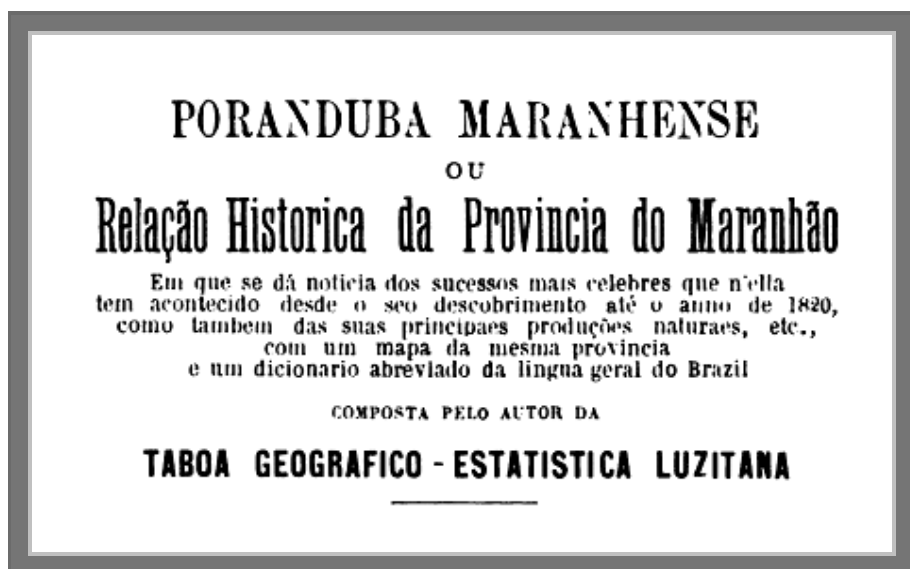 PORANDUBA MARANHENSE
OU
Relação Historica da Provincia do Maranhão
Em que se dá noticia dos sucessos mais celebres que n'ella
tem acontecido desde o seo descobrimento até o anno de 1820,
como tambem das suas principaes produções naturaes, etc.,
com um mapa da mesma provincia
e um dicionario abreviado da lingua geral do Brazil
COMPOSTA PELO AUTOR DA
TABOA GEOGRAFICO - ESTATISTICA LUZITANA